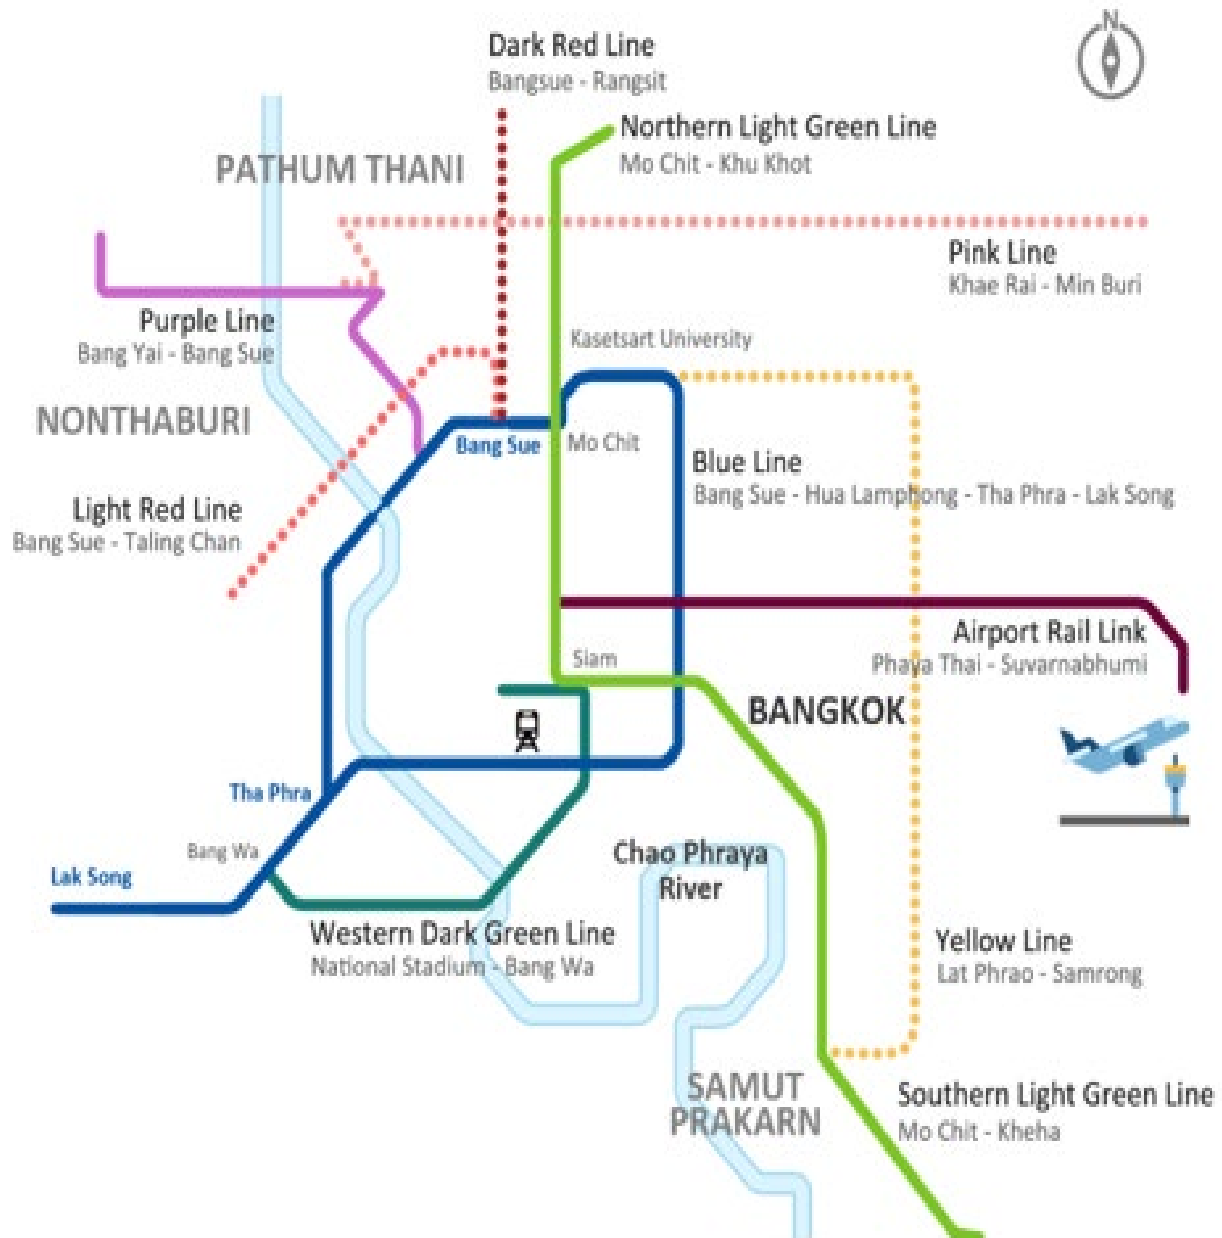 N
Dark Red Line
Bangsue - Rangsit
Northern Light Green Line
Mo Chit - Khu Khot
PATHUM THANI
Pink Line
Khae Rai - Min Buri
Purple Line
Bang Yai - Bang Sue
Kasetsart University
NONTHABURI
Bang Sue
Mo Chit
Blue Line
Bang Sue - Hua Lamphong - Tha Phra - Lak Song
Light Red Line
Bang Sue - Taling Chan
Airport Rail Link
Phaya Thai - Suvarnabhumi
Siam
BANGKOK
Tha Phra
Bang Wa
Lak Song
Chao Phraya
River
Western Dark Green Line
National Stadium - Bang Wa
Yellow Line
Lat Phrao - Samrong
SAMUT
PRAKARN
Southern Light Green Line
Mo Chit - Kheha